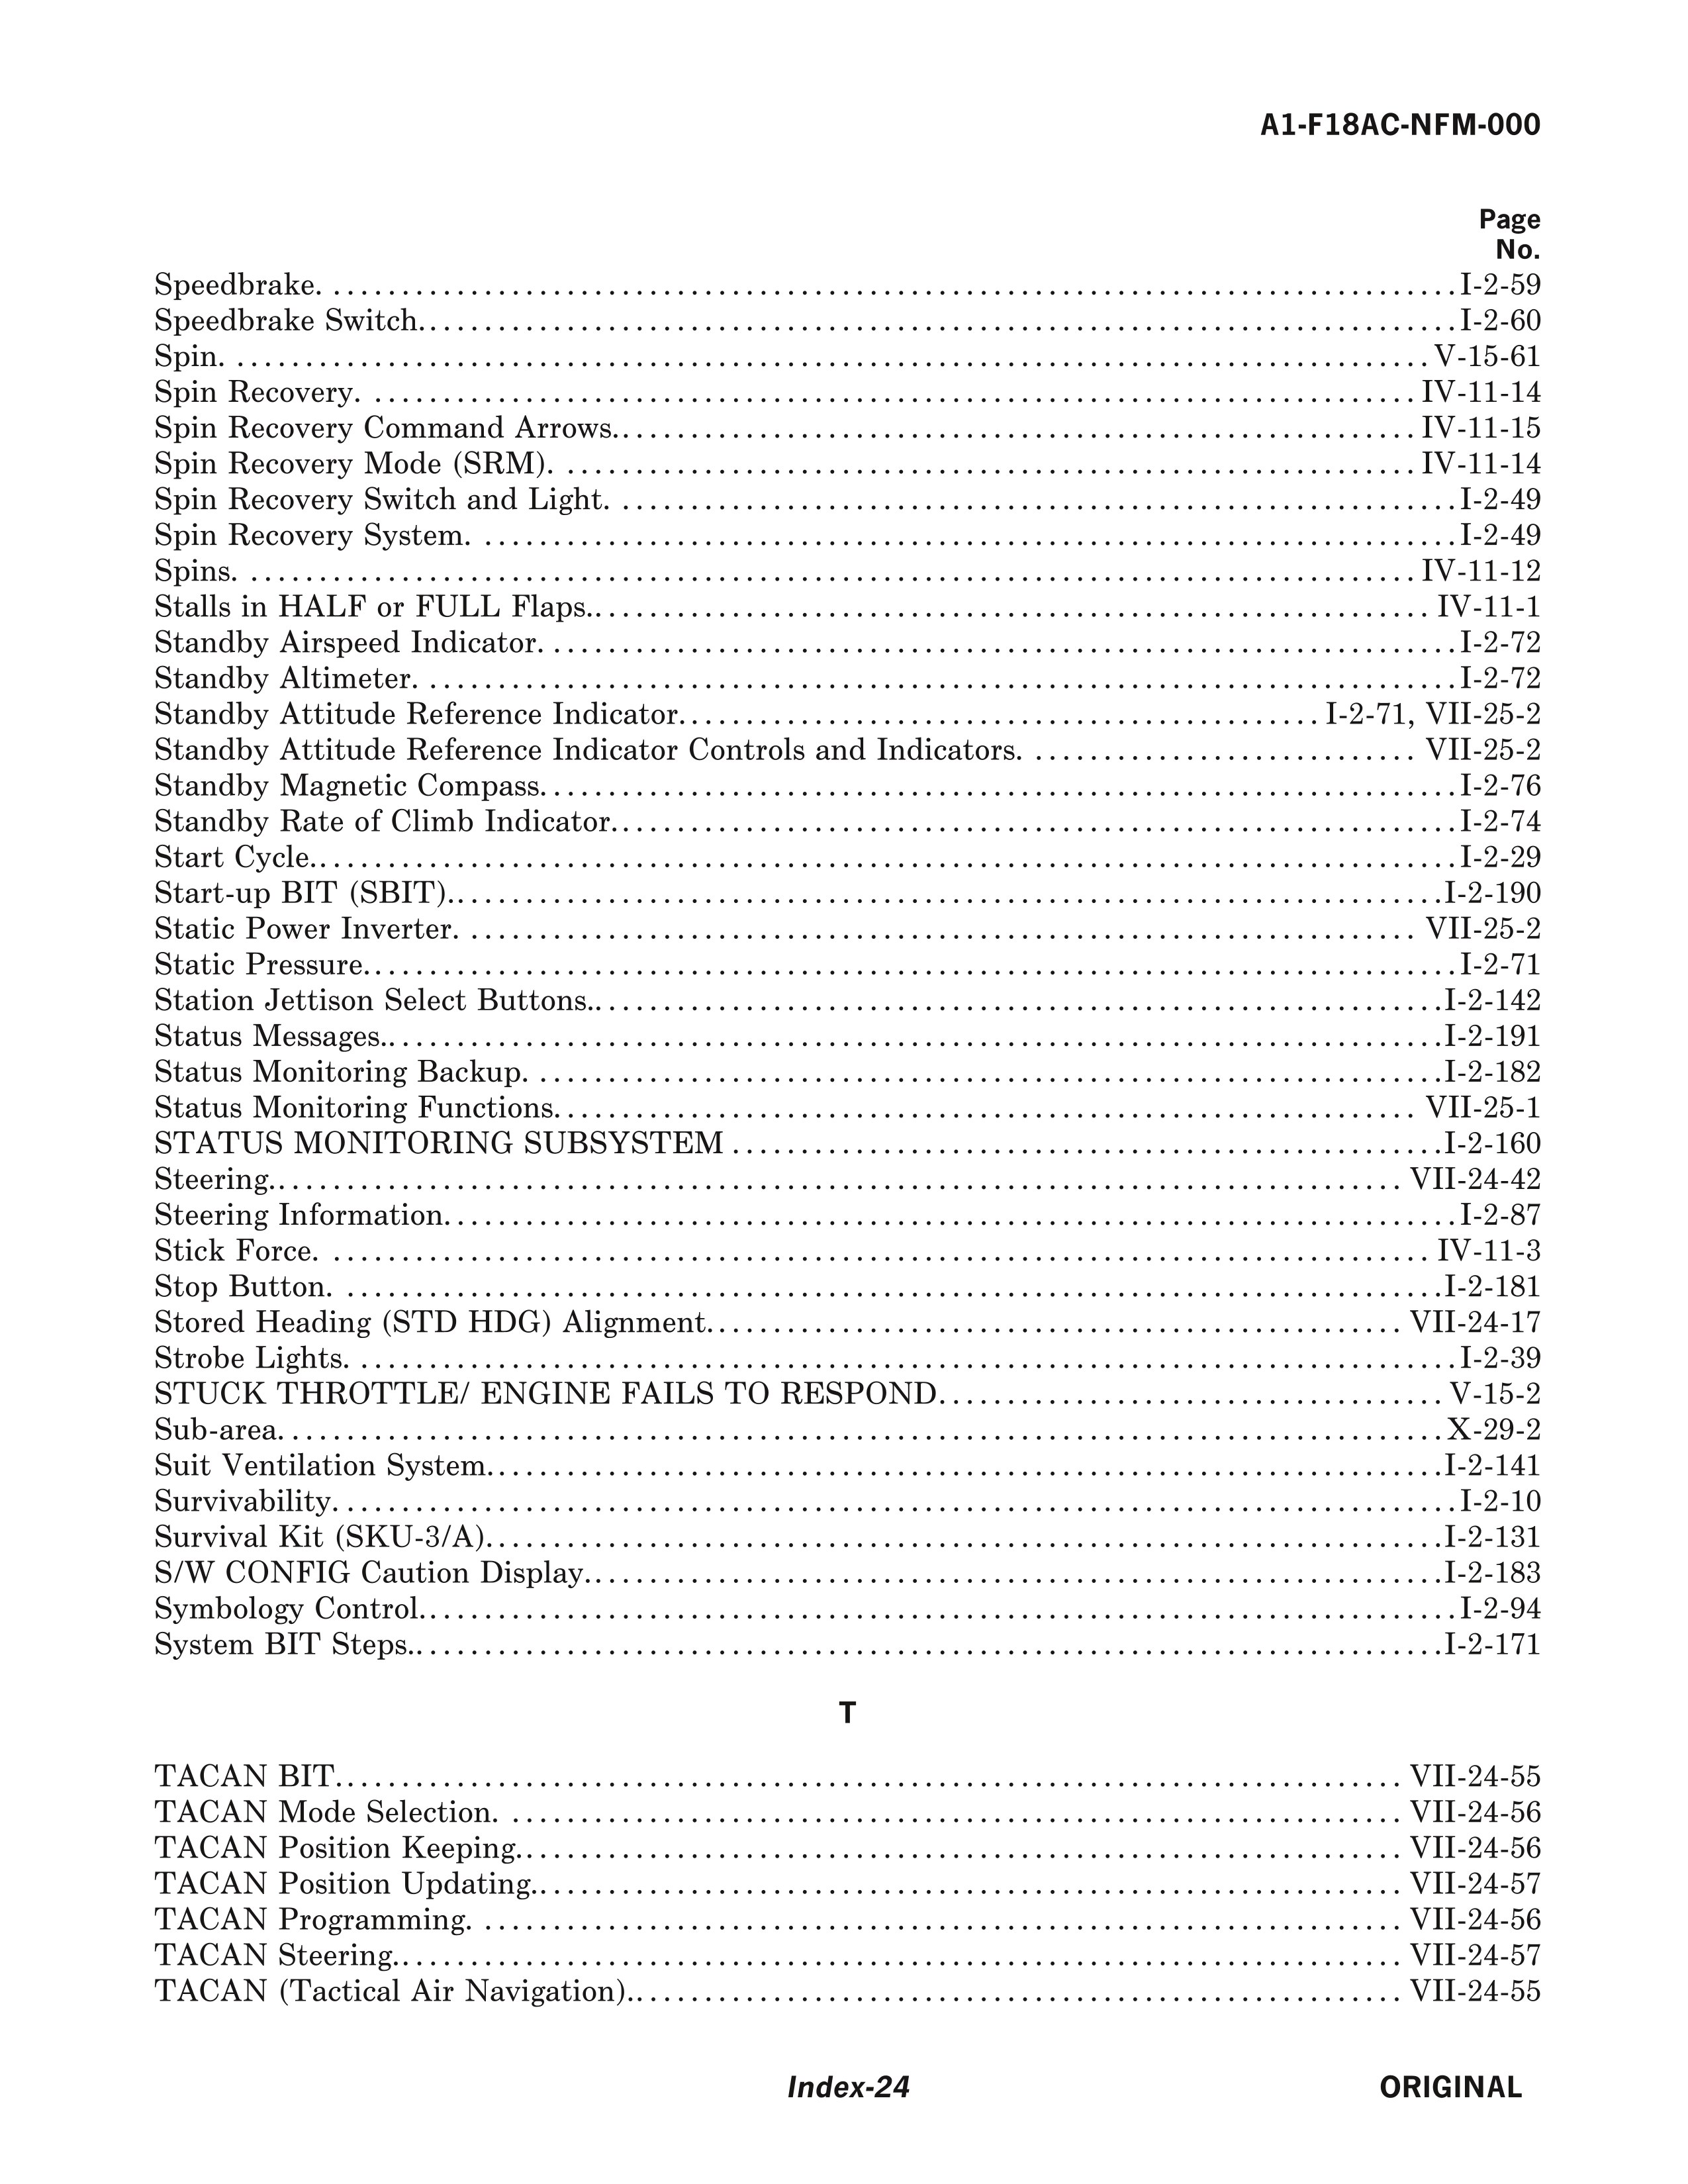 A1-F18AC-NFM-000
Page
No.
Speedbrake. ........................................................ I-2-59
Speedbrake Switch. ........................................................ I-2-60
Spin. ........................................................ V-15-61
Spin Recovery. ........................................................ IV-11-14
Spin Recovery Command Arrows. ........................................................ IV-11-15
Spin Recovery Mode (SRM). ........................................................ IV-11-14
Spin Recovery Switch and Light. ........................................................ I-2-49
Spin Recovery System. ........................................................ I-2-49
Spins. ........................................................ IV-11-12
Stalls in HALF or FULL Flaps. ........................................................ IV-11-1
Standby Airspeed Indicator. ........................................................ I-2-72
Standby Altimeter. ........................................................ I-2-72
Standby Attitude Reference Indicator. ........................................................ I-2-71, VII-25-2
Standby Attitude Reference Indicator Controls and Indicators. ............................ VII-25-2
Standby Magnetic Compass. ........................................................ I-2-76
Standby Rate of Climb Indicator. ........................................................ I-2-74
Start Cycle. ........................................................ I-2-29
Start-up BIT (SBIT). ........................................................ I-2-190
Static Power Inverter. ........................................................ VII-25-2
Static Pressure. ........................................................ I-2-71
Station Jettison Select Buttons. ........................................................ I-2-142
Status Messages. ........................................................ I-2-191
Status Monitoring Backup. ........................................................ I-2-182
Status Monitoring Functions. ........................................................ VII-25-1
STATUS MONITORING SUBSYSTEM ........................................................ I-2-160
Steering. ........................................................ VII-24-42
Steering Information. ........................................................ I-2-87
Stick Force. ........................................................ IV-11-3
Stop Button. ........................................................ I-2-181
Stored Heading (STD HDG) Alignment. ........................................................ VII-24-17
Strobe Lights. ........................................................ I-2-39
STUCK THROTTLE/ ENGINE FAILS TO RESPOND. ..................................... V-15-2
Sub-area. ........................................................ X-29-2
Suit Ventilation System. ........................................................ I-2-141
Survivability. ........................................................ I-2-10
Survival Kit (SKU-3/A). ........................................................ I-2-131
S/W CONFIG Caution Display. ........................................................ I-2-183
Symbology Control. ........................................................ I-2-94
System BIT Steps. ........................................................ I-2-171
T
TACAN BIT. ........................................................ VII-24-55
TACAN Mode Selection. ........................................................ VII-24-56
TACAN Position Keeping. ........................................................ VII-24-56
TACAN Position Updating. ........................................................ VII-24-57
TACAN Programming. ........................................................ VII-24-56
TACAN Steering. ........................................................ VII-24-57
TACAN (Tactical Air Navigation). ........................................................ VII-24-55
Index-24
ORIGINAL